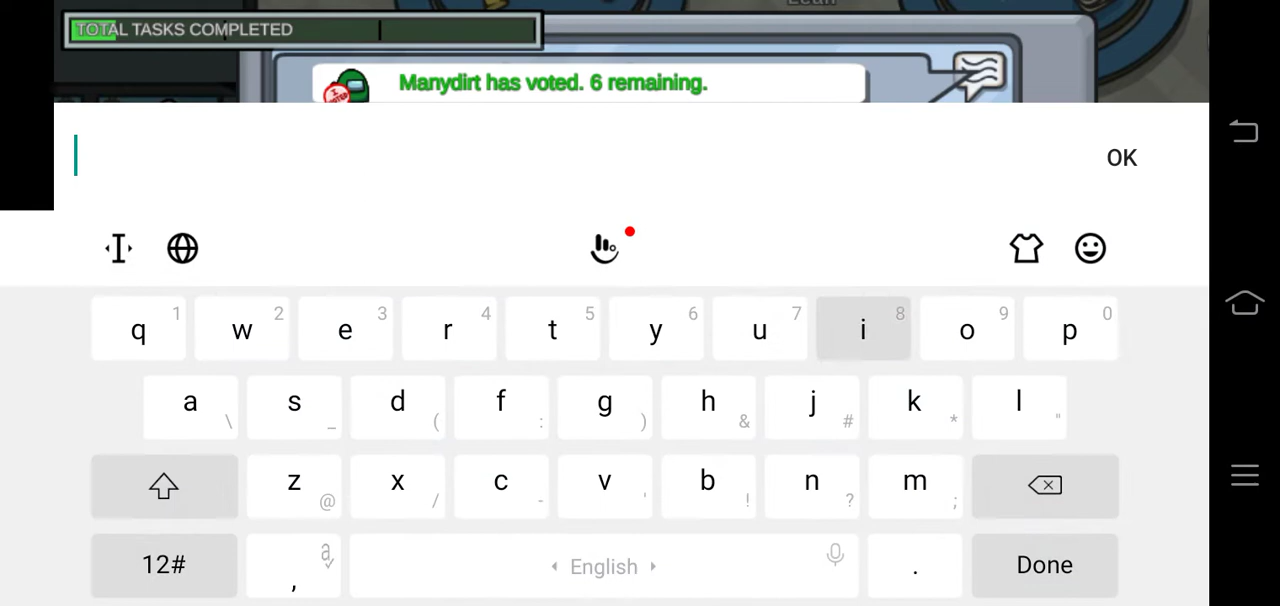 TOTAL TASKS COMPLETED
Manydirt has voted. 6 remaining.
OK
q 1 w 2 e 3 r 4 t 5 y 6 u 7 i 8 o 9 p 0
a \ s _ d ( f : g ) h & j # k * l "
z @ x / c - v ' b ! n ? m ;
12# , English . Done